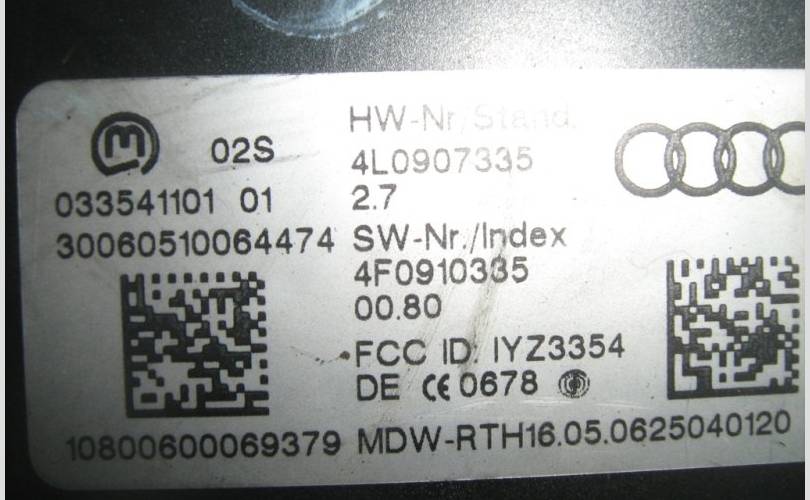 M
02S
033541101 01
30060510064474
HW-Nr/Stand.
4L0907335
2.7
SW-Nr./Index
4F0910335
00.80
FCC ID. IYZ3354
DE CE 0678
10800600069379 MDW-RTH16.05.0625040120